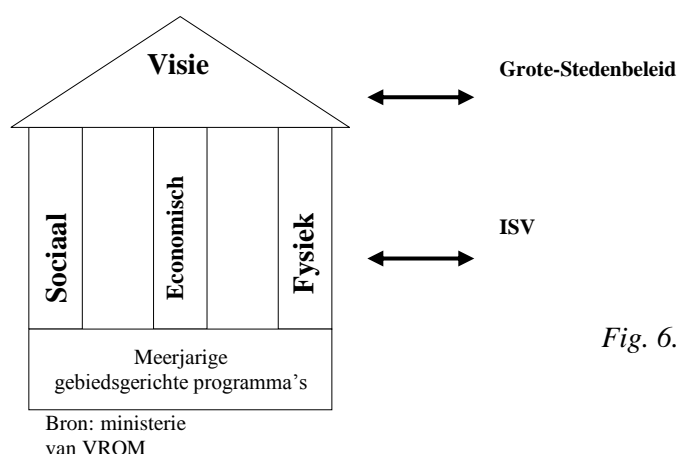 Visie
Grote-Stedenbeleid
Sociaal
Economisch
Fysiek
ISV
Fig. 6.
Meerjarige
gebiedsgerichte programma's
Bron: ministerie
van VROM